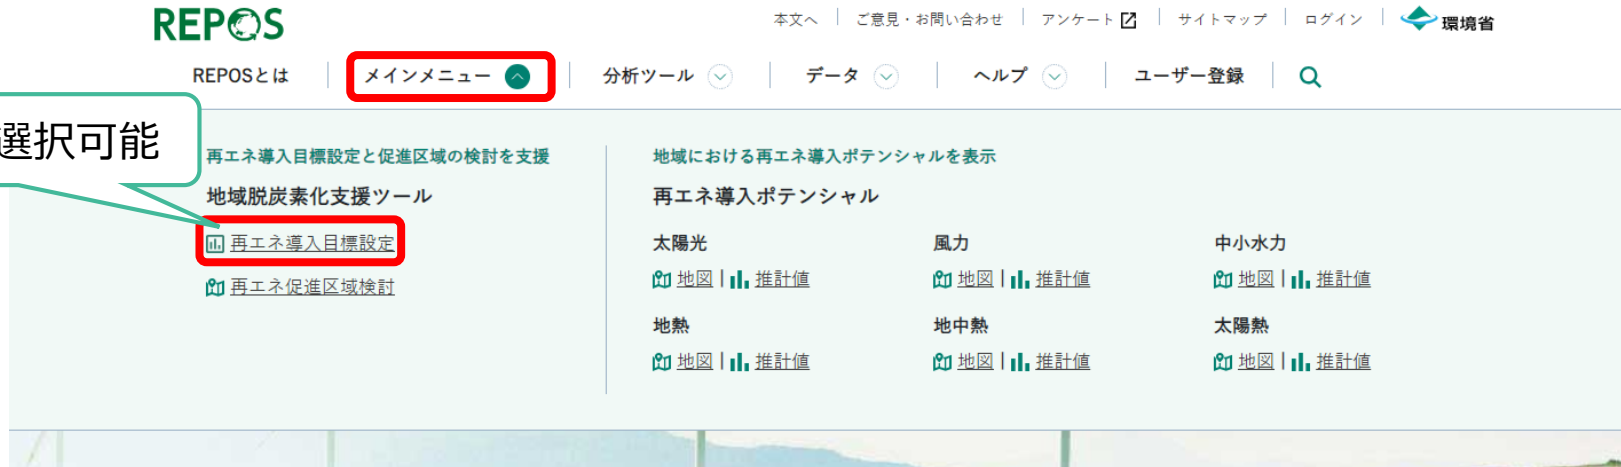 REPOS
本文へ ご意見・お問い合わせ アンケート サイトマップ ログイン 環境省
REPOSとは メインメニュー 分析ツール データ ヘルプ ユーザー登録
選択可能
再エネ導入目標設定と促進区域の検討を支援
地域脱炭素化支援ツール
再エネ導入目標設定
再エネ促進区域検討
地域における再エネ導入ポテンシャルを表示
再エネ導入ポテンシャル
太陽光 風力 中小水力
地図 | 推計値 地図 | 推計値 地図 | 推計値
地熱 地中熱 太陽熱
地図 | 推計値 地図 | 推計値 地図 | 推計値